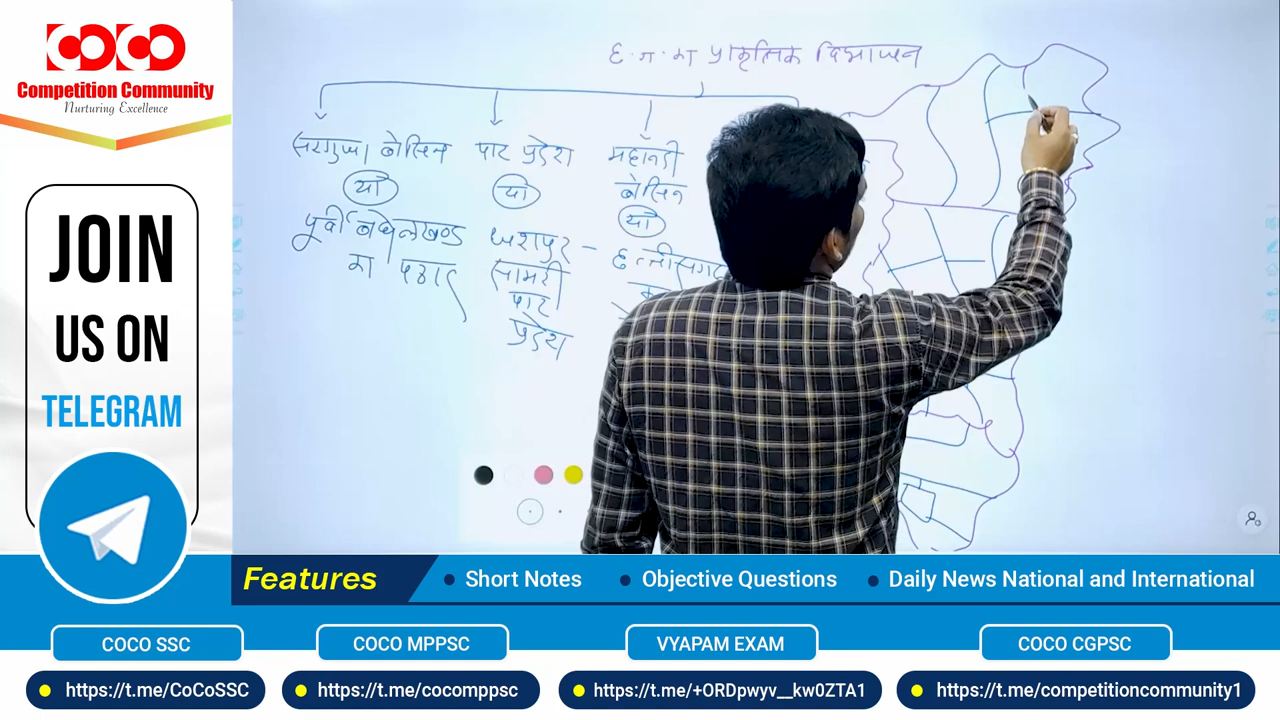 COCO
Competition Community
Nurturing Excellence
JOIN
US ON
TELEGRAM
छ.ग. का प्राकृतिक विभाजन
सरगुजा बेसिन
या
पूर्वी बघेलखण्ड
का पठार
पाट प्रदेश
या
जशपुर -
सामरी
पाट
प्रदेश
महानदी
बेसिन
या
Features
Short Notes
Objective Questions
Daily News National and International
COCO SSC
COCO MPPSC
VYAPAM EXAM
COCO CGPSC
https://t.me/CoCoSSC
https://t.me/cocomppsc
https://t.me/+ORDpwyv__kw0ZTA1
https://t.me/competitioncommunity1